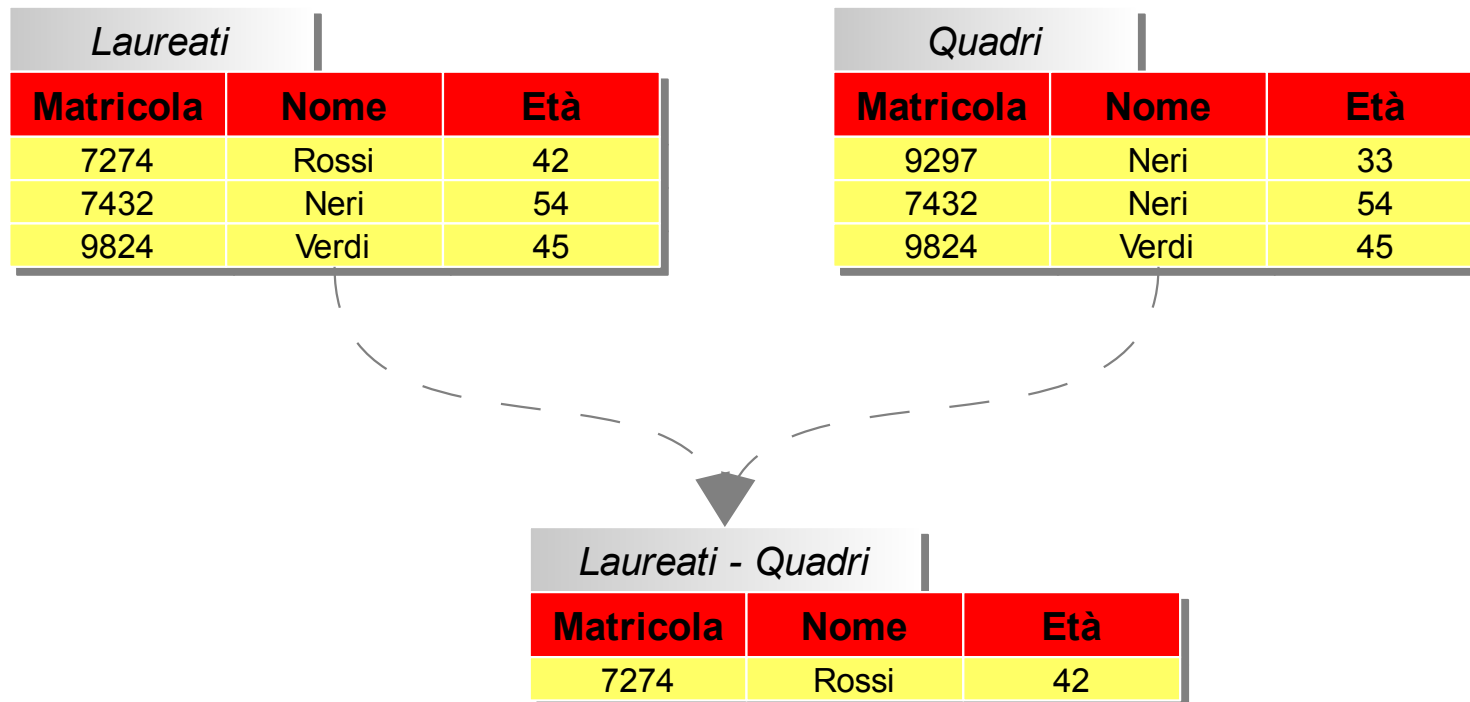 Laureati
Matricola Nome Età
7274 Rossi 42
7432 Neri 54
9824 Verdi 45
Quadri
Matricola Nome Età
9297 Neri 33
7432 Neri 54
9824 Verdi 45
Laureati - Quadri
Matricola Nome Età
7274 Rossi 42